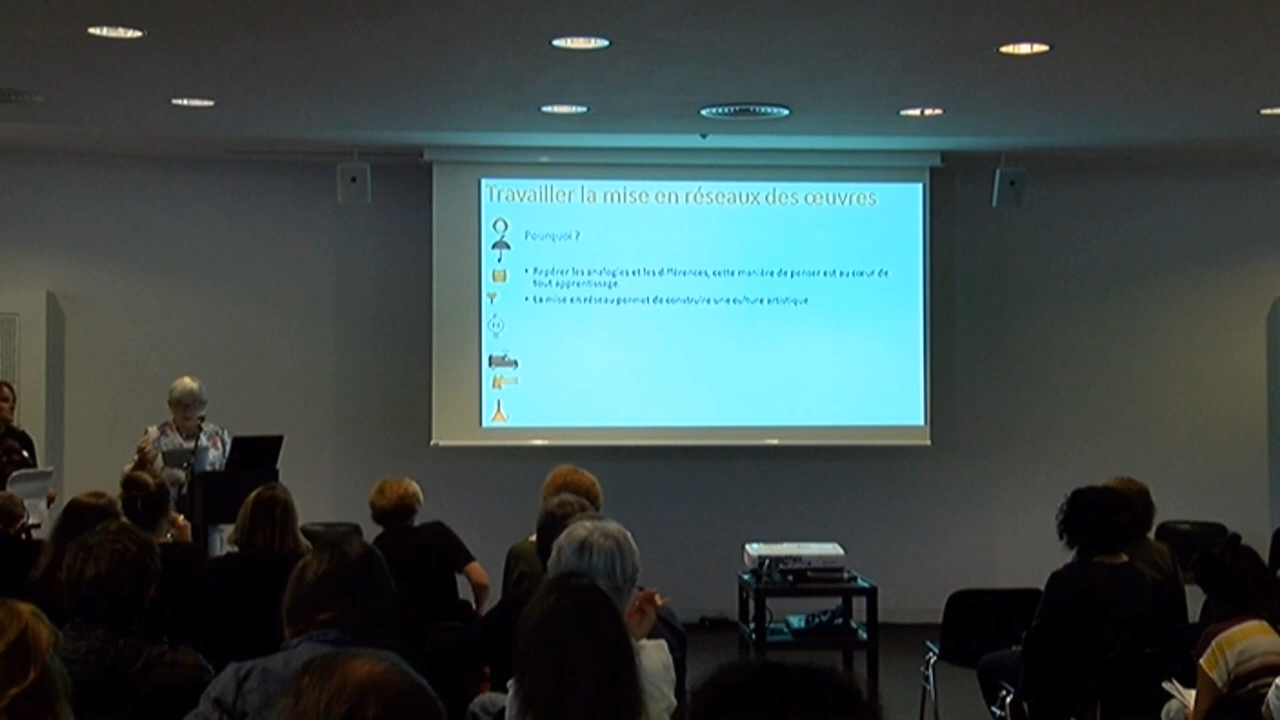 Travailler la mise en réseaux des œuvres
Pourquoi ?
• Repérer les analogies et les différences, cette manière de penser est au cœur de
tout apprentissage.
• La mise en réseau permet de construire une culture artistique.